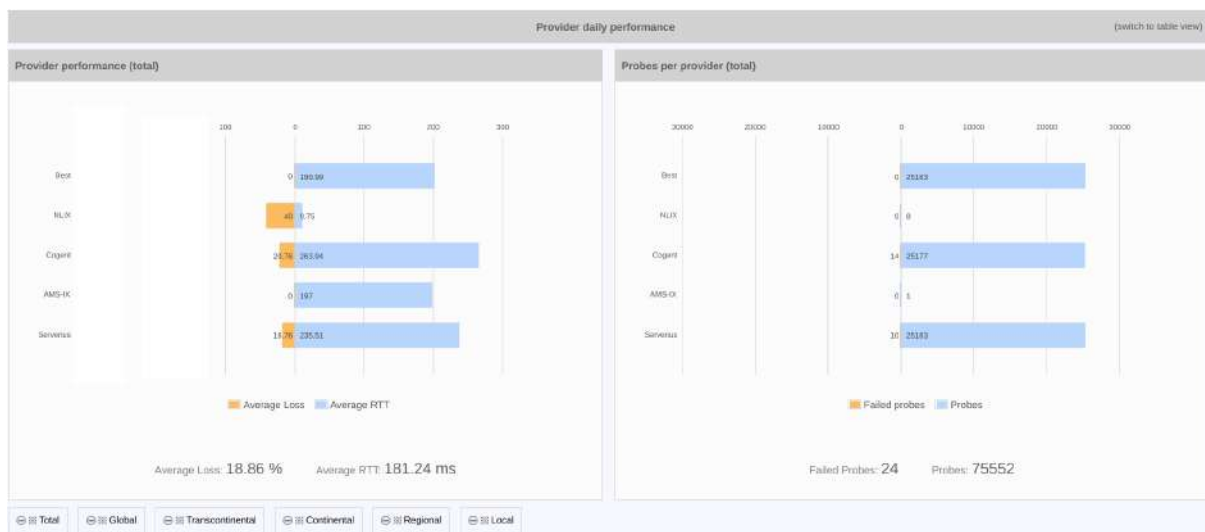 Provider daily performance (switch to table view)
Provider performance (total)
100 0 100 200 300
Best 0 199.99
NLIX 40 9.75
Cogent 263.94
AMS-IX 0 197
Serverius 235.51
Average Loss Average RTT
Average Loss: 18.86 % Average RTT: 181.24 ms
Probes per provider (total)
30000 20000 10000 0 10000 20000 30000
Best 0 25183
NLIX 0 8
Cogent 14 25177
AMS-IX 0 1
Serverius 10 25183
Failed probes Probes
Failed Probes: 24 Probes: 75552
Total Global Transcontinental Continental Regional Local